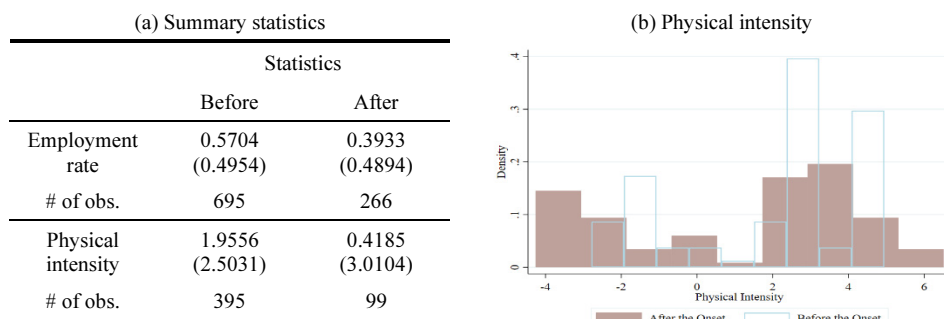 (a) Summary statistics
Statistics
Before After
Employment rate 0.5704 (0.4954) 0.3933 (0.4894)
# of obs. 695 266
Physical intensity 1.9556 (2.5031) 0.4185 (3.0104)
# of obs. 395 99
(b) Physical intensity
.4
.3
.2
.1
0
Density
-4 -2 0 2 4 6
Physical Intensity
After the Onset Before the Onset